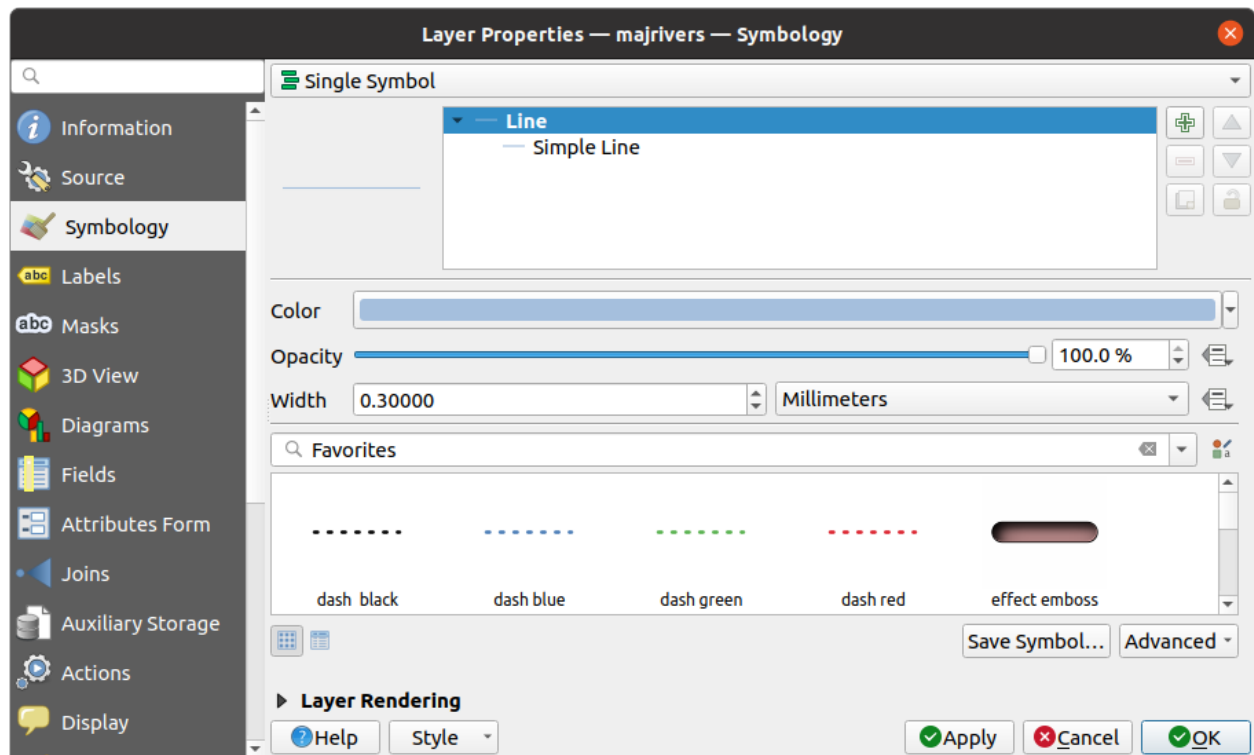 Layer Properties — majrivers — Symbology
Single Symbol
Information
Source
Symbology
abc Labels
abc Masks
3D View
Diagrams
Fields
Attributes Form
Joins
Auxiliary Storage
Actions
Display
Line
Simple Line
Color
Opacity
100.0 %
Width
0.30000
Millimeters
Favorites
a
dash black
dash blue
dash green
dash red
effect emboss
Save Symbol...
Advanced
Layer Rendering
Help
Style
Apply
Cancel
OK